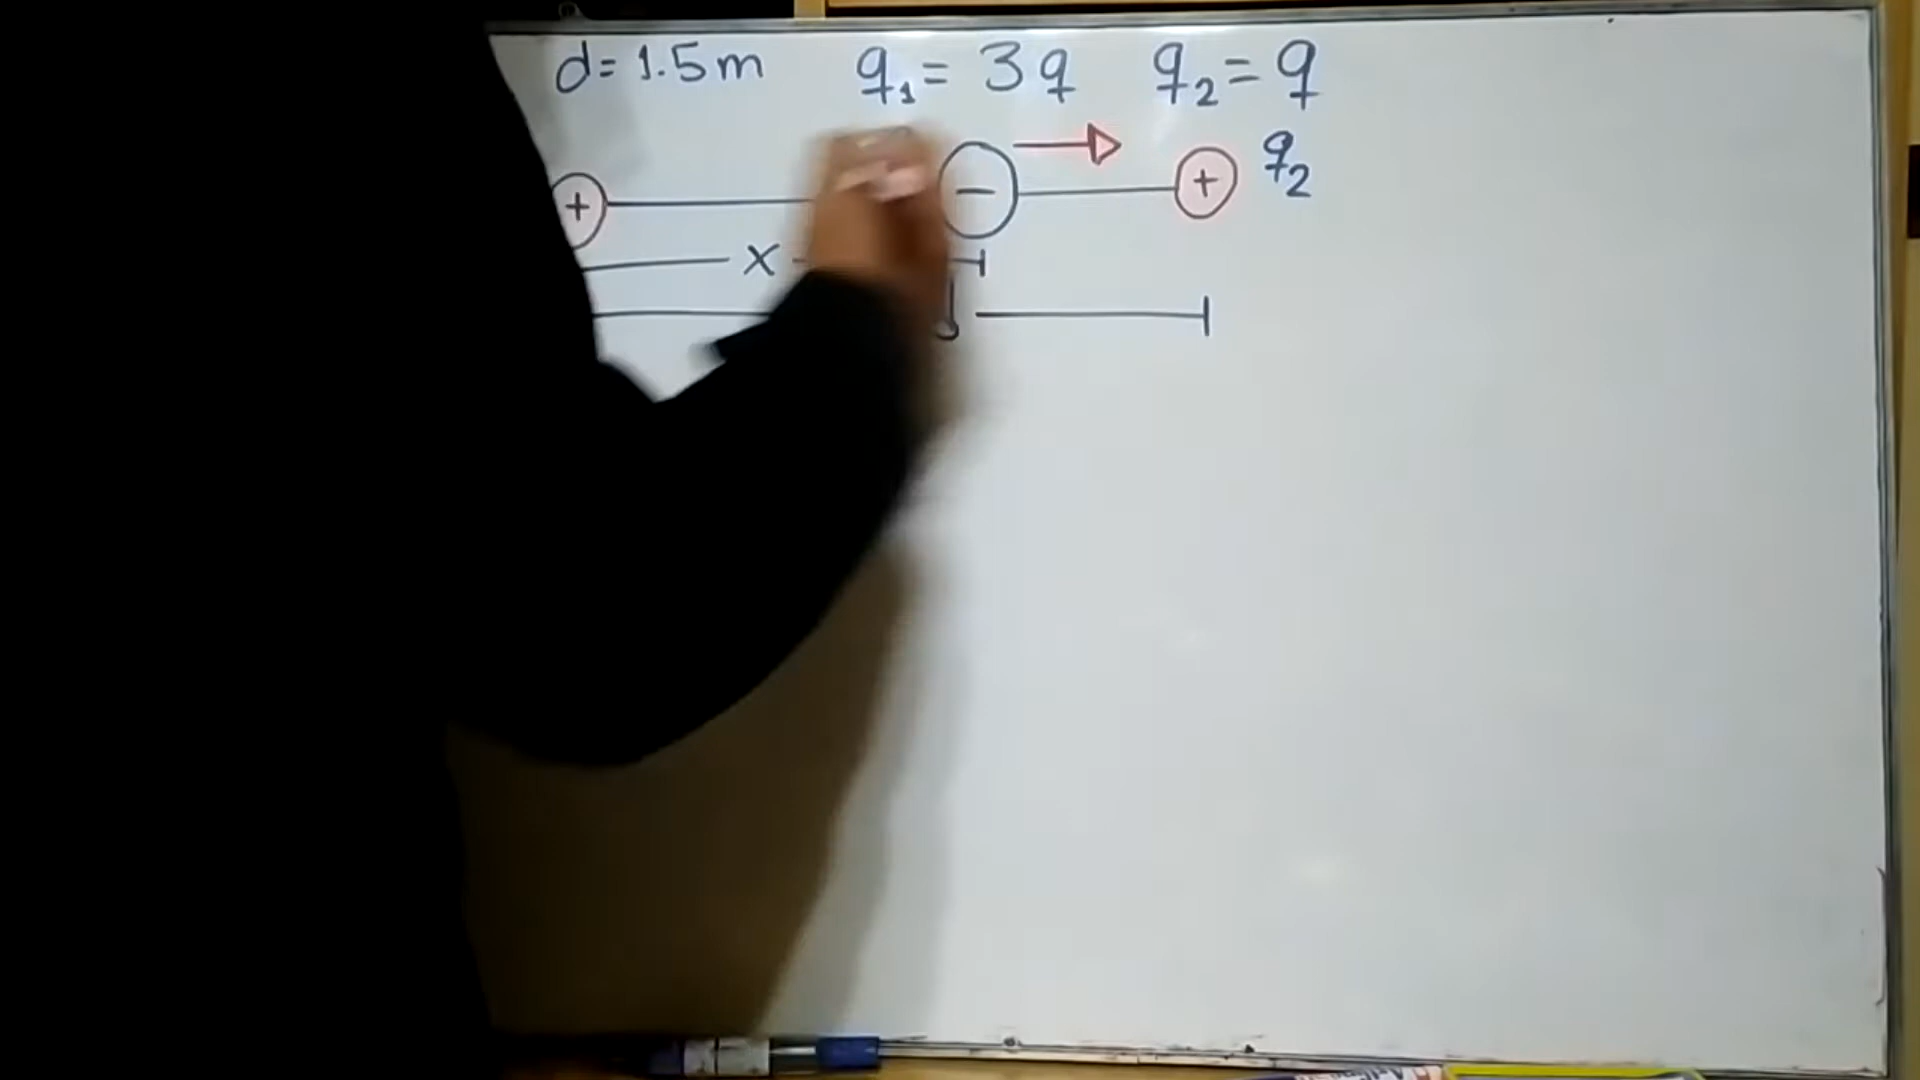 d = 1.5 m q₁ = 3q q₂ = q
+ − + q₂
x
d